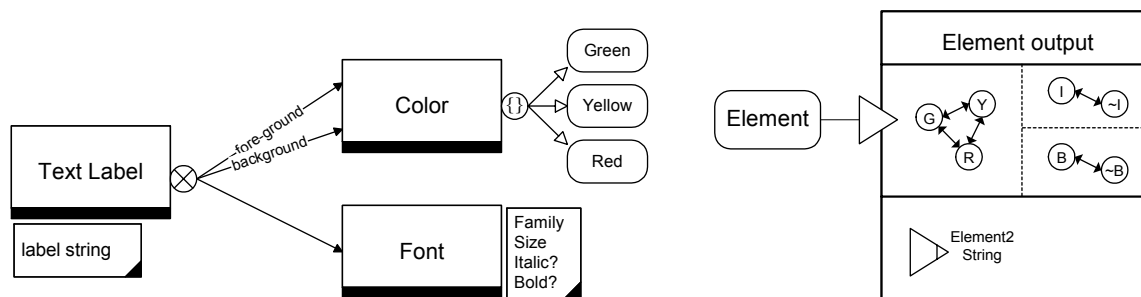 Text Label
label string
fore-ground
background
Color
{}
Green
Yellow
Red
Font
Family
Size
Italic?
Bold?
Element
Element output
G
Y
R
I
~I
B
~B
Element2
String